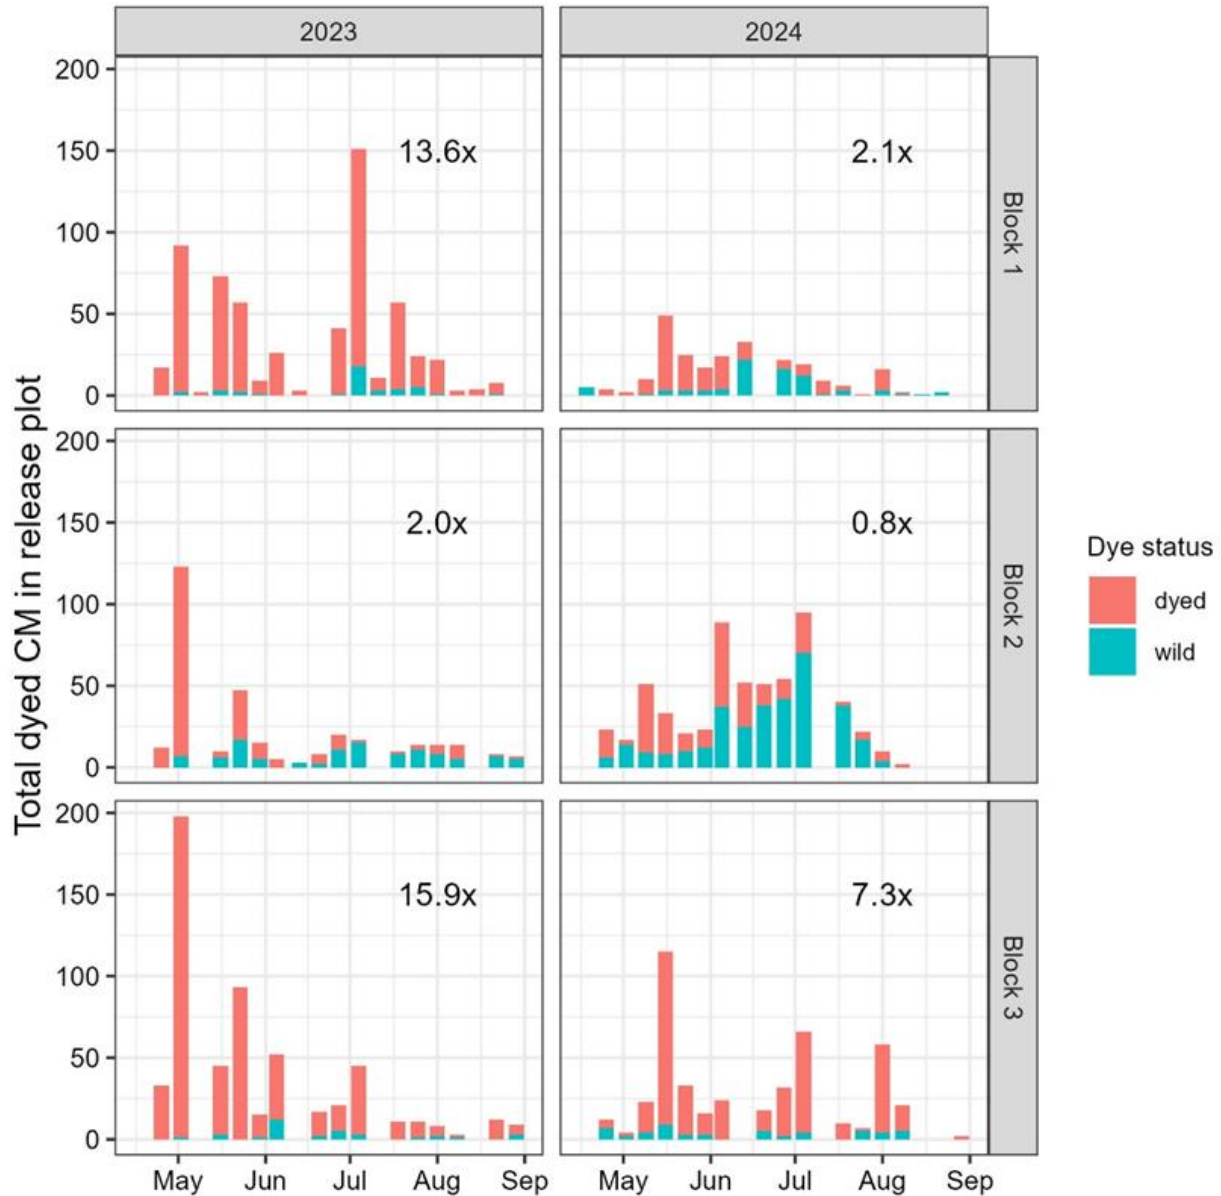 2023
2024
200
150
100
50
0
13.6x
2.1x
Block 1
200
150
100
50
0
2.0x
0.8x
Block 2
200
150
100
50
0
15.9x
7.3x
Block 3
Total dyed CM in release plot
May Jun Jul Aug Sep
May Jun Jul Aug Sep
Dye status
dyed
wild